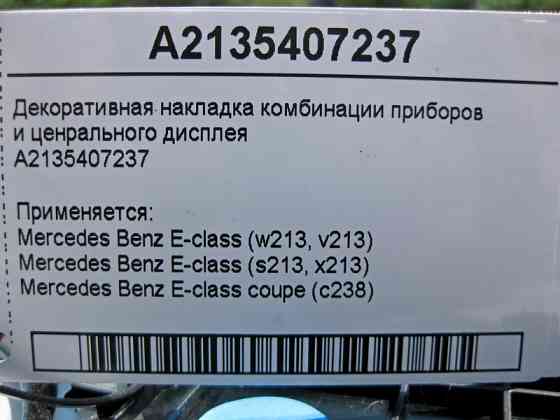 A2135407237
Декоративная накладка комбинации приборов
и ценрального дисплея
A2135407237
Применяется:
Mercedes Benz E-class (w213, v213)
Mercedes Benz E-class (s213, x213)
Mercedes Benz E-class coupe (c238)